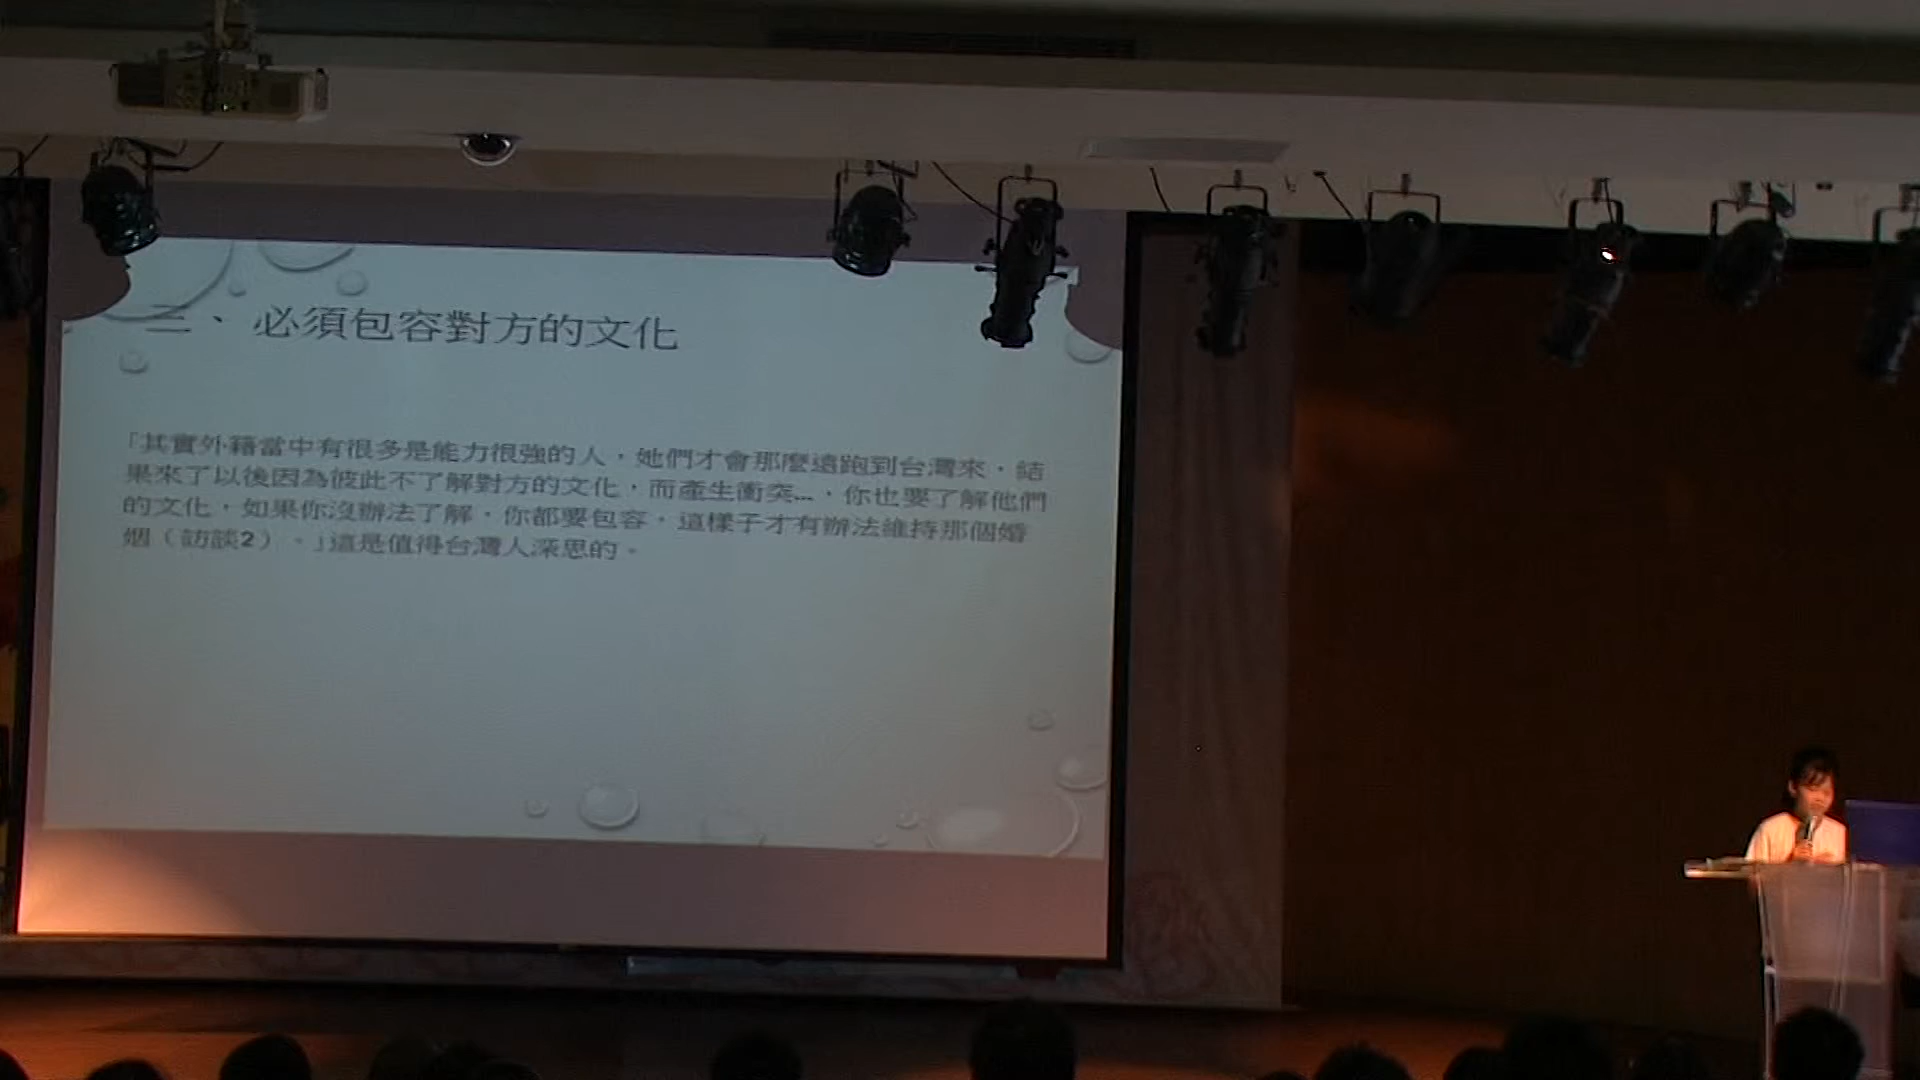 三、 必須包容對方的文化
「其實外籍當中有很多是能力很強的人，她們才會那麼遠跑到台灣來，結
果來了以後因為彼此不了解對方的文化，而產生衝突…，你也要了解他們
的文化，如果你沒辦法了解，你都要包容，這樣子才有辦法維持那個婚
姻（訪談2）。」這是值得台灣人深思的。